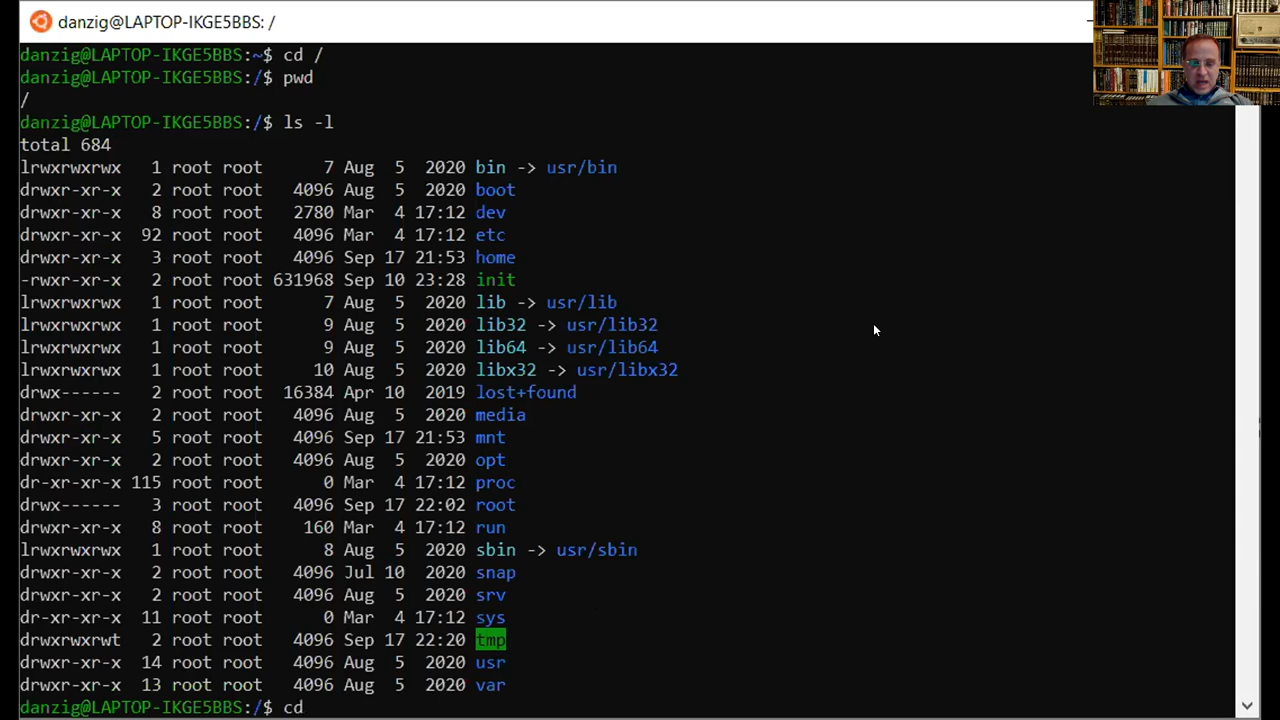 danzig@LAPTOP-IKGE5BBS: /
danzig@LAPTOP-IKGE5BBS:~$ cd /
danzig@LAPTOP-IKGE5BBS:/$ pwd
/
danzig@LAPTOP-IKGE5BBS:/$ ls -l
total 684
lrwxrwxrwx   1 root root      7 Aug  5  2020 bin -> usr/bin
drwxr-xr-x   2 root root   4096 Aug  5  2020 boot
drwxr-xr-x   8 root root   2780 Mar  4 17:12 dev
drwxr-xr-x  92 root root   4096 Mar  4 17:12 etc
drwxr-xr-x   3 root root   4096 Sep 17 21:53 home
-rwxr-xr-x   2 root root 631968 Sep 10 23:28 init
lrwxrwxrwx   1 root root      7 Aug  5  2020 lib -> usr/lib
lrwxrwxrwx   1 root root      9 Aug  5  2020 lib32 -> usr/lib32
lrwxrwxrwx   1 root root      9 Aug  5  2020 lib64 -> usr/lib64
lrwxrwxrwx   1 root root     10 Aug  5  2020 libx32 -> usr/libx32
drwx------   2 root root  16384 Apr 10  2019 lost+found
drwxr-xr-x   2 root root   4096 Aug  5  2020 media
drwxr-xr-x   5 root root   4096 Sep 17 21:53 mnt
drwxr-xr-x   2 root root   4096 Aug  5  2020 opt
dr-xr-xr-x 115 root root      0 Mar  4 17:12 proc
drwx------   3 root root   4096 Sep 17 22:02 root
drwxr-xr-x   8 root root    160 Mar  4 17:12 run
lrwxrwxrwx   1 root root      8 Aug  5  2020 sbin -> usr/sbin
drwxr-xr-x   2 root root   4096 Jul 10  2020 snap
drwxr-xr-x   2 root root   4096 Aug  5  2020 srv
dr-xr-xr-x  11 root root      0 Mar  4 17:12 sys
drwxrwxrwt   2 root root   4096 Sep 17 22:20 tmp
drwxr-xr-x  14 root root   4096 Aug  5  2020 usr
drwxr-xr-x  13 root root   4096 Aug  5  2020 var
danzig@LAPTOP-IKGE5BBS:/$ cd